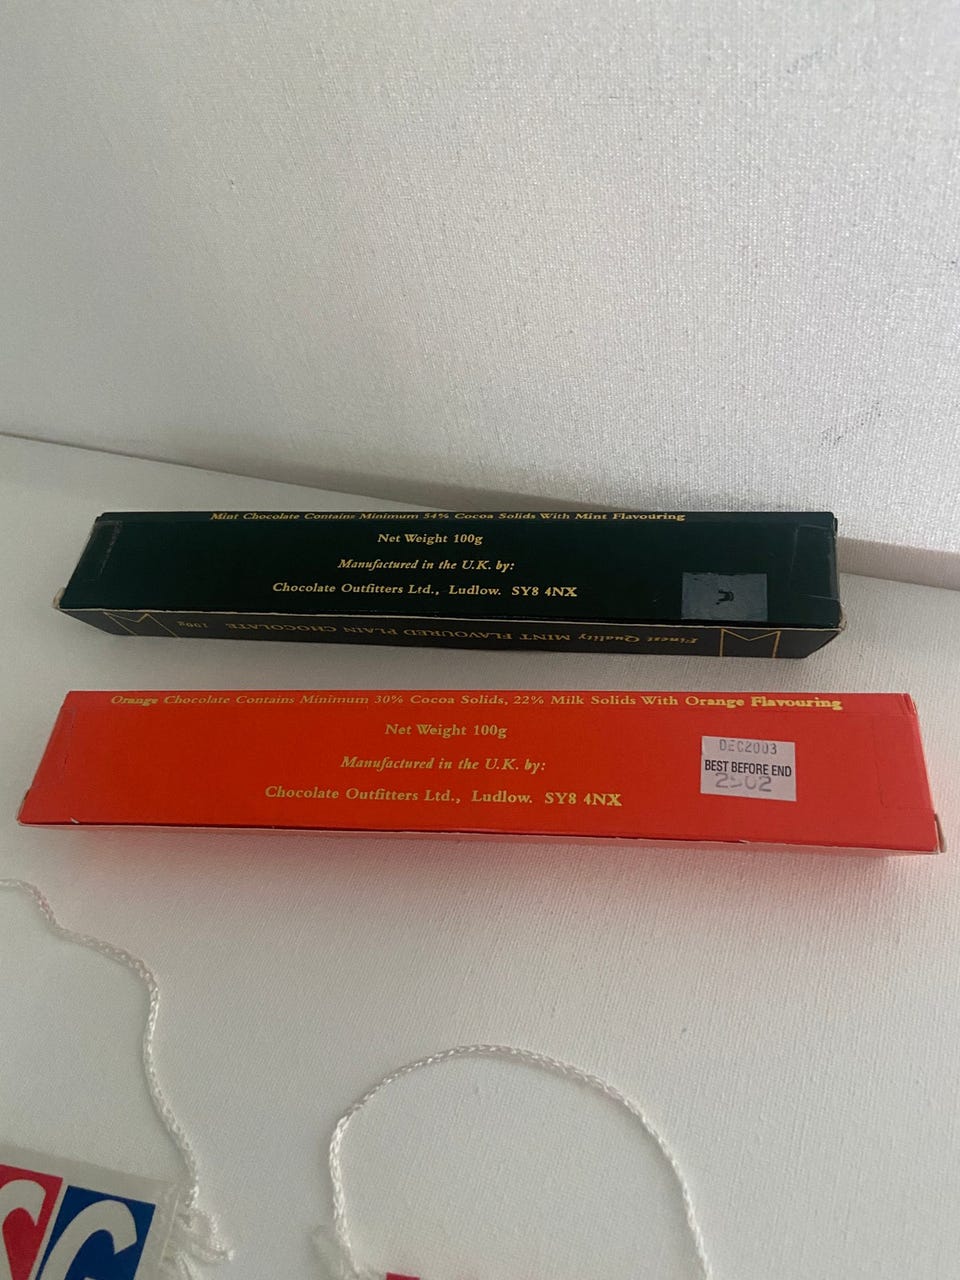 Mint Chocolate Contains Minimum 54% Cocoa Solids With Mint Flavouring
Net Weight 100g
Manufactured in the U.K. by:
Chocolate Outfitters Ltd., Ludlow. SY8 4NX
Finest Quality MINT FLAVOURED PLAIN CHOCOLATE 100g
Orange Chocolate Contains Minimum 30% Cocoa Solids, 22% Milk Solids With Orange Flavouring
Net Weight 100g
Manufactured in the U.K. by:
Chocolate Outfitters Ltd., Ludlow. SY8 4NX
DEC2003
BEST BEFORE END
G